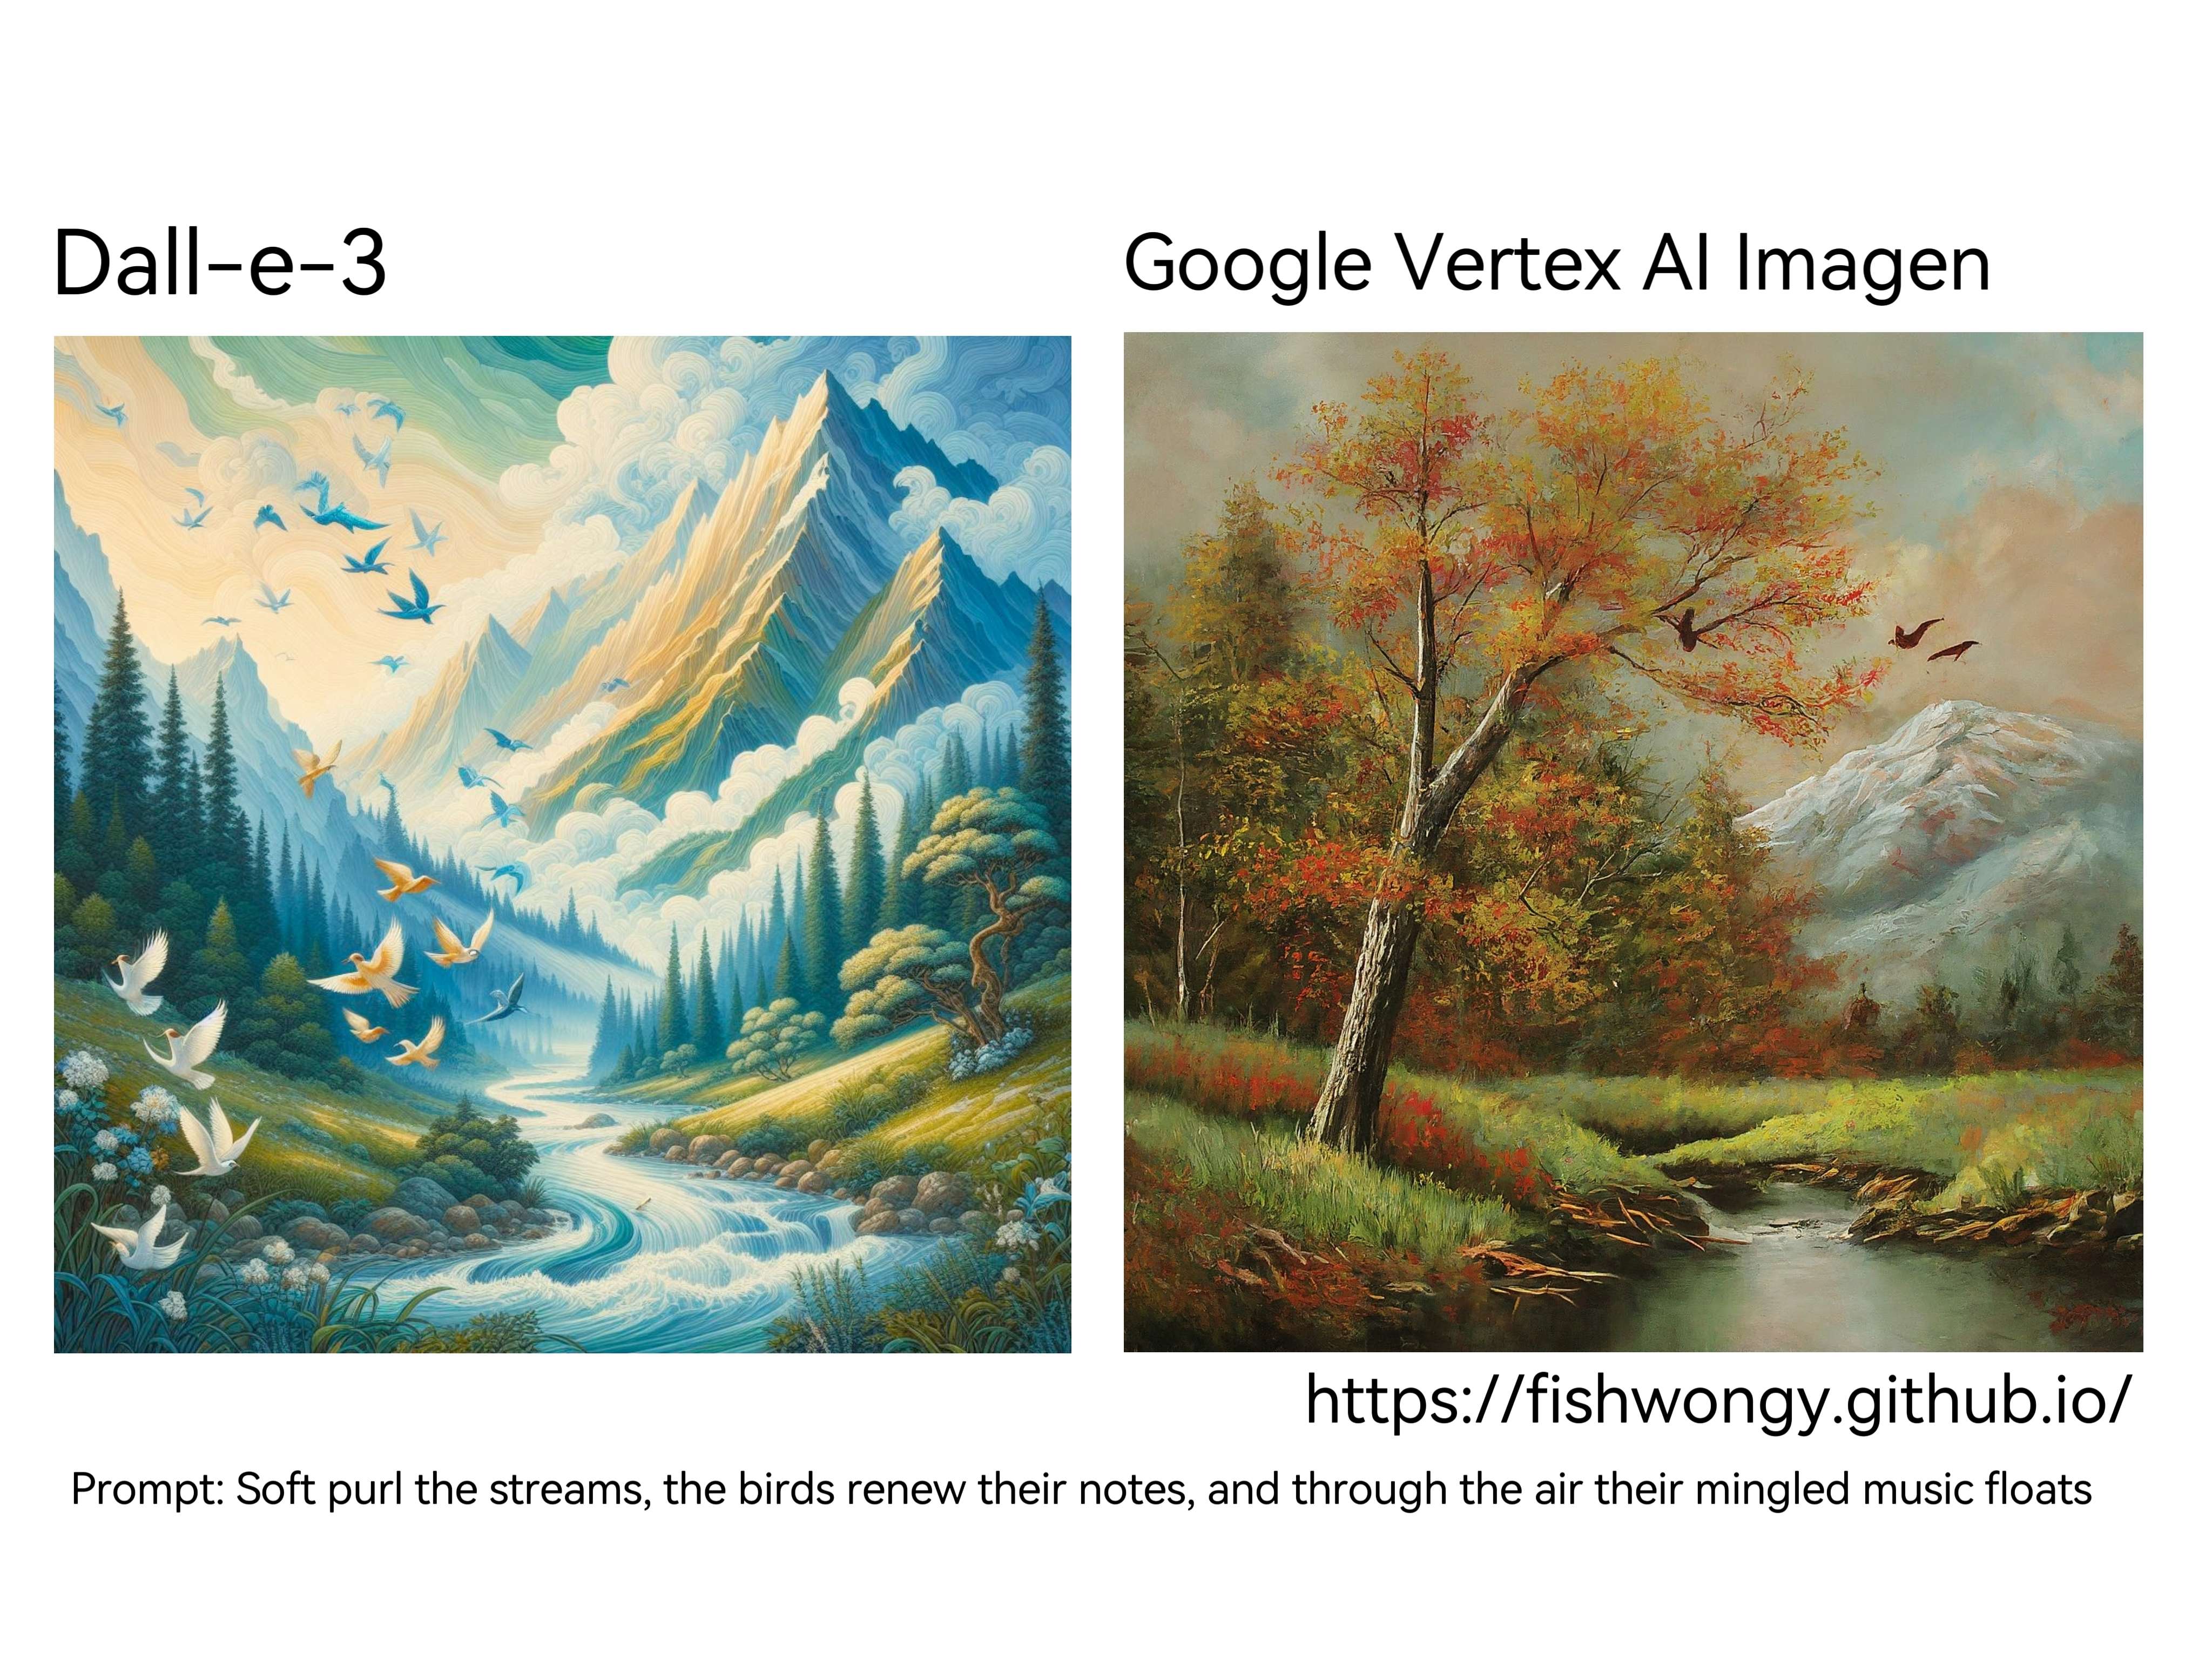 Dall-e-3
Google Vertex AI Imagen
https://fishwongy.github.io/
Prompt: Soft purl the streams, the birds renew their notes, and through the air their mingled music floats